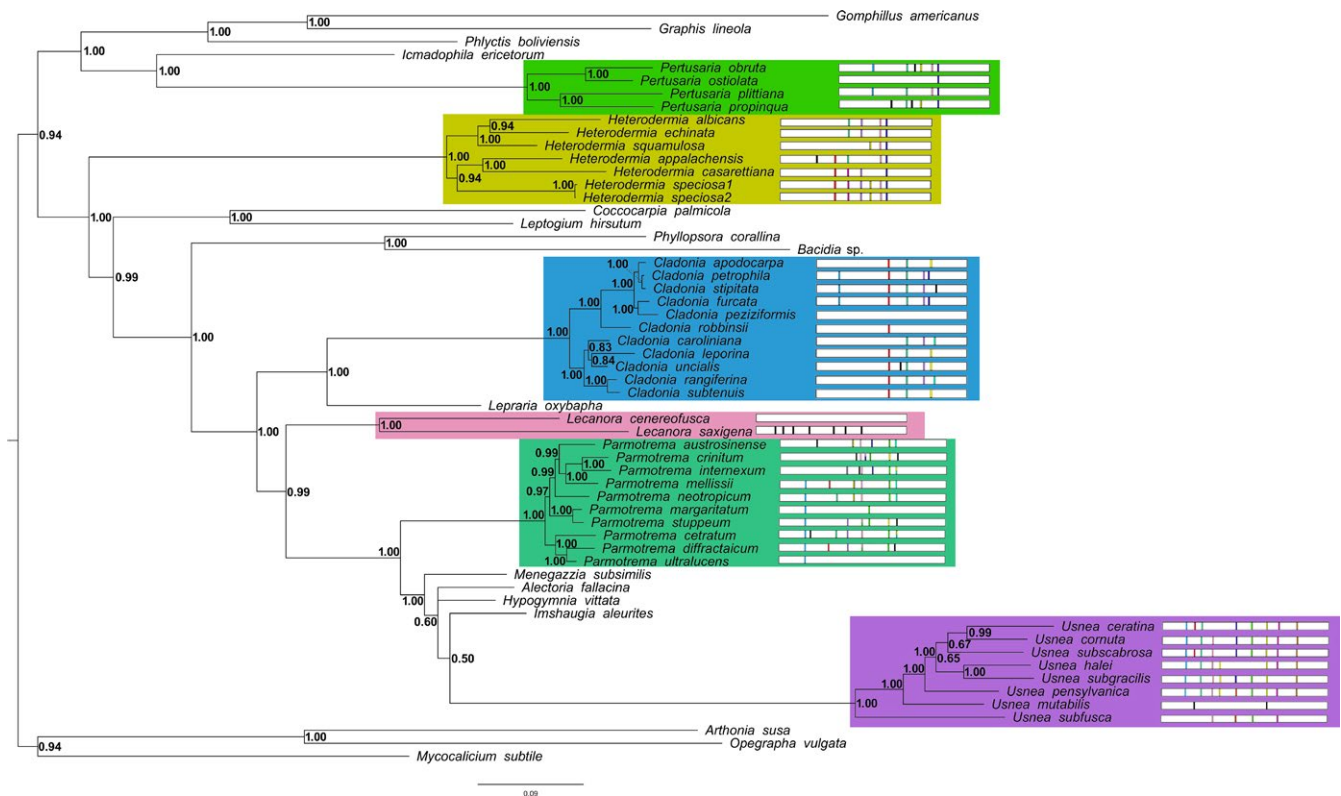 Gomphillus americanus
1.00
Graphis lineola
1.00
Phlyctis boliviensis
1.00
Icmadophila ericetorum
1.00
Pertusaria obruta
1.00
Pertusaria ostiolata
1.00
Pertusaria plittiana
1.00
Pertusaria propinqua
0.94
Heterodermia albicans
0.94
Heterodermia echinata
1.00
Heterodermia squamulosa
1.00
Heterodermia appalachensis
1.00
Heterodermia casarettiana
0.94
Heterodermia speciosa1
1.00
Heterodermia speciosa2
Coccocarpia palmicola
1.00
1.00
Leptogium hirsutum
Phyllopsora corallina
1.00
Bacidia sp.
0.99
Cladonia apodocarpa
1.00
Cladonia petrophila
1.00
Cladonia stipitata
Cladonia furcata
1.00
1.00
Cladonia peziziformis
Cladonia robbinsii
1.00
1.00
Cladonia caroliniana
0.83
Cladonia leporina
0.84
Cladonia uncialis
1.00
1.00
Cladonia rangiferina
1.00
Cladonia subtenuis
Lepraria oxybapha
Lecanora cenereofusca
1.00
1.00
Lecanora saxigena
Parmotrema austrosinense
0.99
Parmotrema crinitum
1.00
Parmotrema internexum
0.99
1.00
Parmotrema mellissii
0.97
0.99
Parmotrema neotropicum
Parmotrema margaritatum
1.00
Parmotrema stuppeum
1.00
Parmotrema cetratum
1.00
Parmotrema diffractaicum
1.00
1.00
Parmotrema ultralucens
Menegazzia subsimilis
1.00
Alectoria fallacina
Hypogymnia vittata
0.60
Imshaugia aleurites
Usnea ceratina
0.99
Usnea cornuta
0.67
1.00
Usnea subscabrosa
0.65
0.50
Usnea halei
1.00
1.00
Usnea subgracilis
1.00
Usnea pensylvanica
1.00
Usnea mutabilis
Usnea subfusca
Arthonia susa
1.00
0.94
Opegrapha vulgata
Mycocalicium subtile
0.09